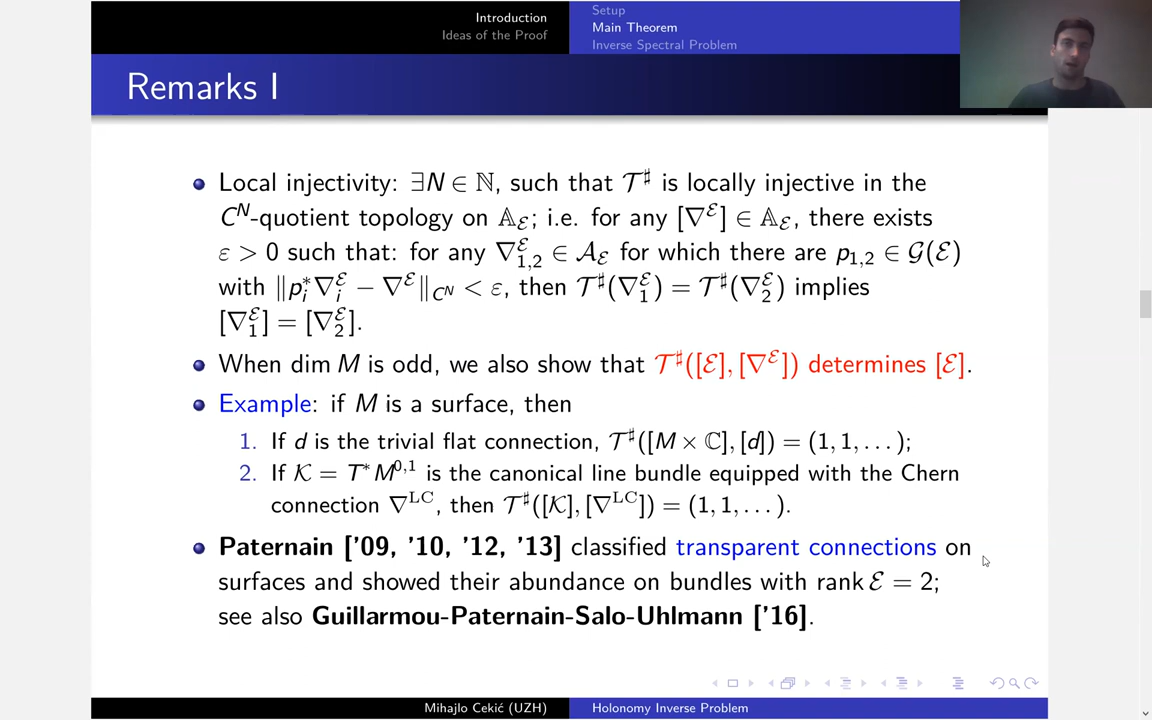 Introduction
Ideas of the Proof
Setup
Main Theorem
Inverse Spectral Problem
Remarks I
Local injectivity: ∃N ∈ ℕ, such that 𝒯♯ is locally injective in the
Cᴺ-quotient topology on 𝔸_ℰ; i.e. for any [∇^ℰ] ∈ 𝔸_ℰ, there exists
ε > 0 such that: for any ∇^ℰ_{1,2} ∈ 𝒜_ℰ for which there are p_{1,2} ∈ 𝒢(ℰ)
with ‖p_i^*∇_i^ℰ − ∇^ℰ‖_{C^N} < ε, then 𝒯♯(∇_1^ℰ) = 𝒯♯(∇_2^ℰ) implies
[∇_1^ℰ] = [∇_2^ℰ].
When dim M is odd, we also show that 𝒯♯([ℰ], [∇^ℰ]) determines [ℰ].
Example: if M is a surface, then
1. If d is the trivial flat connection, 𝒯♯([M × ℂ], [d]) = (1, 1, . . . );
2. If 𝒦 = T*M^{0,1} is the canonical line bundle equipped with the Chern
connection ∇^{LC}, then 𝒯♯([𝒦], [∇^{LC}]) = (1, 1, . . . ).
Paternain ['09, '10, '12, '13] classified transparent connections on
surfaces and showed their abundance on bundles with rank ℰ = 2;
see also Guillarmou-Paternain-Salo-Uhlmann ['16].
Mihajlo Cekić (UZH)
Holonomy Inverse Problem